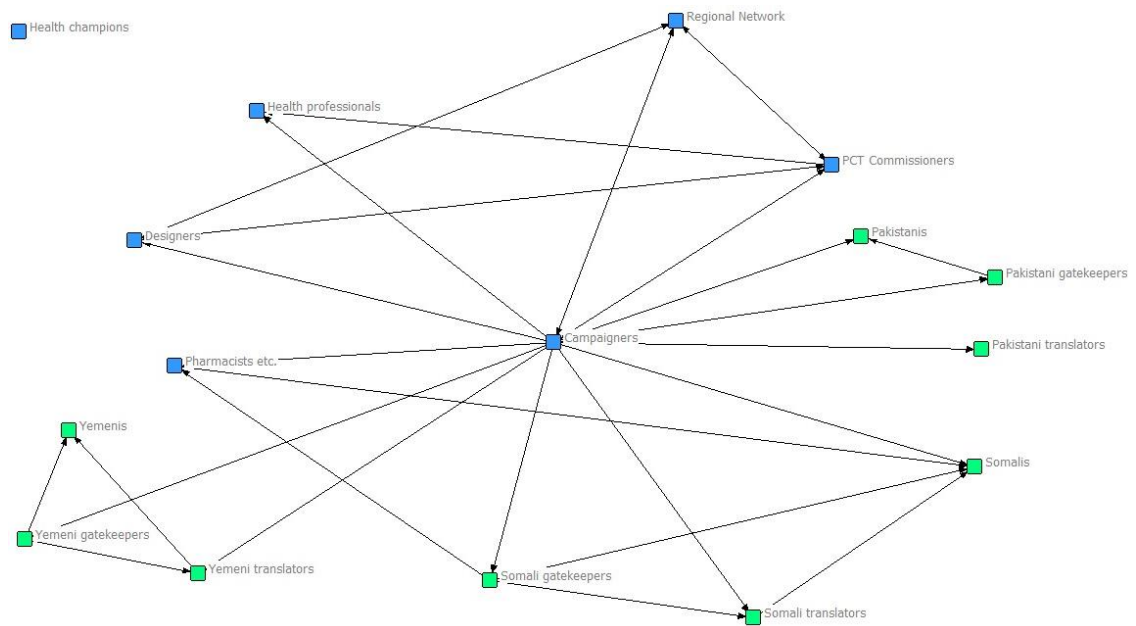 Regional Network
Health champions
Health professionals
PCT Commissioners
Pakistanis
Designers
Pakistani gatekeepers
Campaigners
Pakistani translators
Pharmacists etc.
Yemenis
Somalis
Yemeni gatekeepers
Yemeni translators
Somali gatekeepers
Somali translators